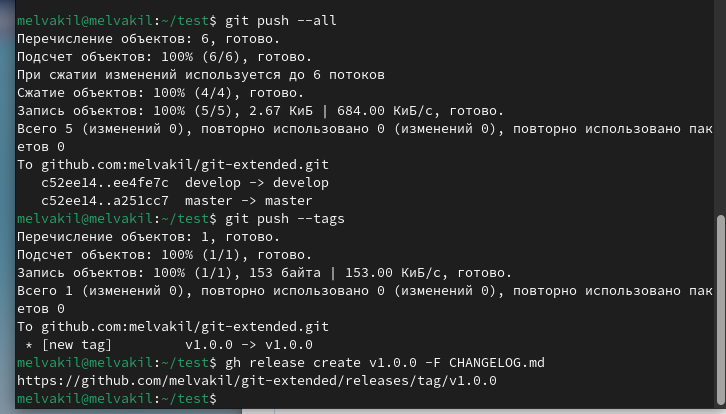 melvakil@melvakil:~/test$ git push --all
Перечисление объектов: 6, готово.
Подсчет объектов: 100% (6/6), готово.
При сжатии изменений используется до 6 потоков
Сжатие объектов: 100% (4/4), готово.
Запись объектов: 100% (5/5), 2.67 КиБ | 684.00 КиБ/с, готово.
Всего 5 (изменений 0), повторно использовано 0 (изменений 0), повторно использовано пак
етов 0
To github.com:melvakil/git-extended.git
   c52ee14..ee4fe7c  develop -> develop
   c52ee14..a251cc7  master -> master
melvakil@melvakil:~/test$ git push --tags
Перечисление объектов: 1, готово.
Подсчет объектов: 100% (1/1), готово.
Запись объектов: 100% (1/1), 153 байта | 153.00 КиБ/с, готово.
Всего 1 (изменений 0), повторно использовано 0 (изменений 0), повторно использовано пак
етов 0
To github.com:melvakil/git-extended.git
 * [new tag]         v1.0.0 -> v1.0.0
melvakil@melvakil:~/test$ gh release create v1.0.0 -F CHANGELOG.md
https://github.com/melvakil/git-extended/releases/tag/v1.0.0
melvakil@melvakil:~/test$